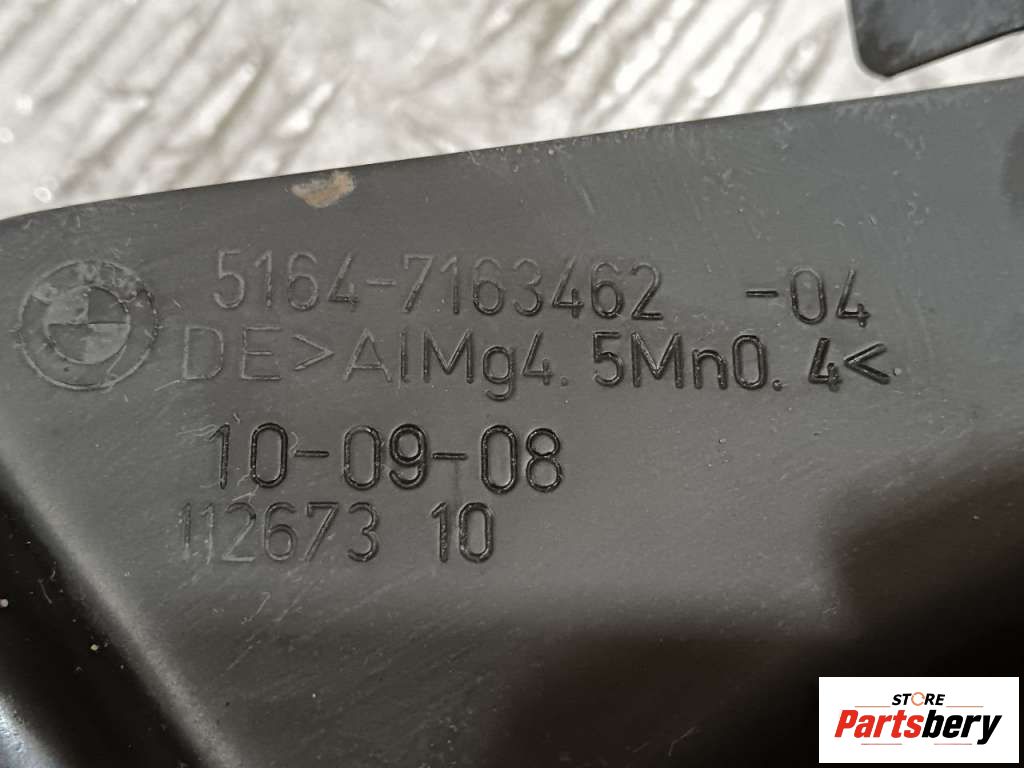 5164-7163462 -04
DE>AlMg4.5Mn0.4<
10-09-08
112673 10
STORE
Partsbery